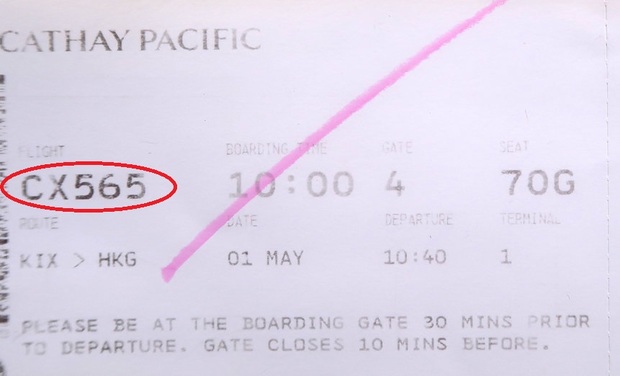 CATHAY PACIFIC
FLIGHT BOARDING TIME GATE SEAT
CX565 10:00 4 70G
ROUTE DATE DEPARTURE TERMINAL
KIX > HKG 01 MAY 10:40 1
PLEASE BE AT THE BOARDING GATE 30 MINS PRIOR
TO DEPARTURE. GATE CLOSES 10 MINS BEFORE.